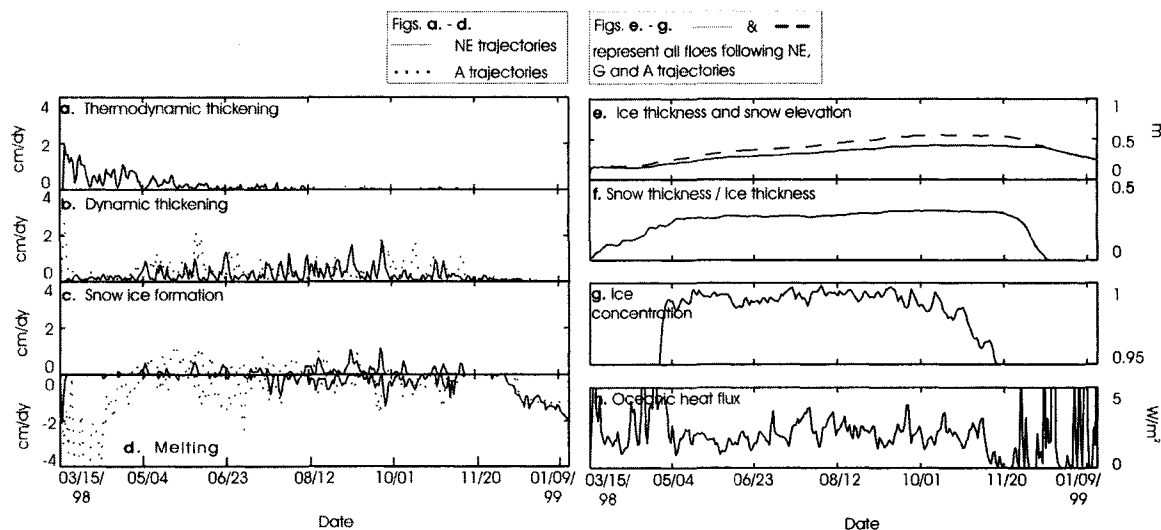 Figs. a. - d.
NE trajectories
A trajectories
Figs. e. - g. & 
represent all floes following NE,
G and A trajectories
a. Thermodynamic thickening
4
2
0
cm/dy
b. Dynamic thickening
4
2
0
cm/dy
c. Snow ice formation
4
2
0
cm/dy
d. Melting
0
-2
-4
cm/dy
03/15/ 05/04 06/23 08/12 10/01 11/20 01/09/
98 99
Date
e. Ice thickness and snow elevation
1
0.5
0
m
f. Snow thickness / Ice thickness
0.5
0
g. Ice
concentration
1
0.95
Oceanic heat flux
5
0
W/m²
03/15/ 05/04 06/23 08/12 10/01 11/20 01/09/
98 99
Date